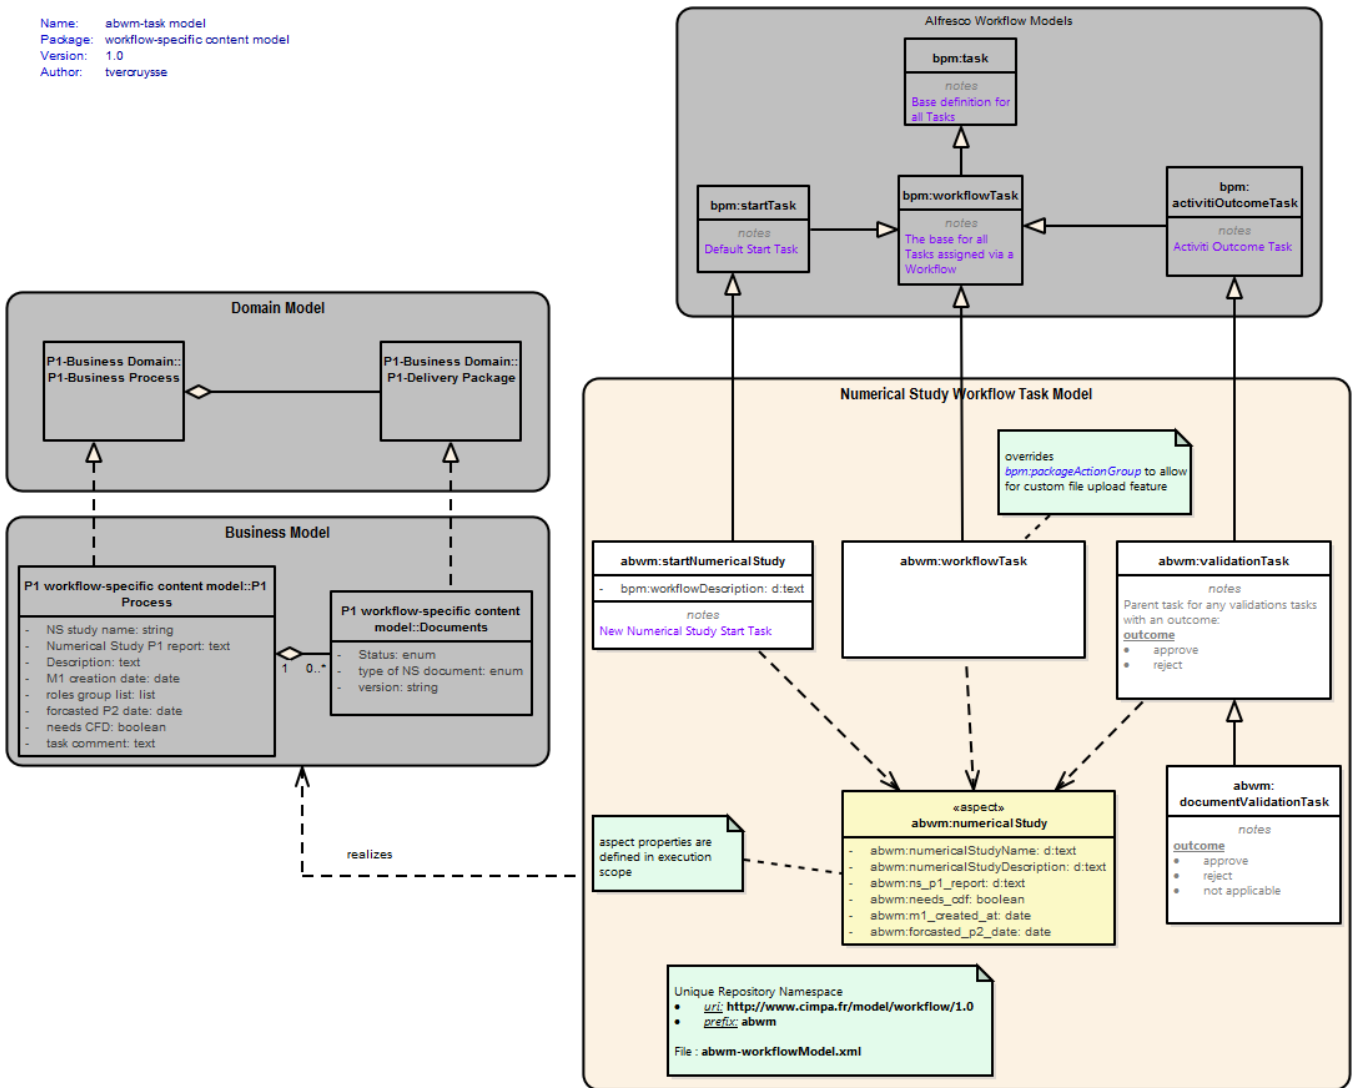 Name: abwm-task model
Package: workflow-specific content model
Version: 1.0
Author: tvercruysse
Alfresco Workflow Models
bpm:task
notes
Base definition for
all Tasks
bpm:startTask
notes
Default Start Task
bpm:workflowTask
notes
The base for all
Tasks assigned via a
Workflow
bpm:
activitiOutcomeTask
notes
Activiti Outcome Task
Domain Model
P1-Business Domain::
P1-Business Process
P1-Business Domain::
P1-Delivery Package
Business Model
P1 workflow-specific content model::P1
Process
- NS study name: string
- Numerical Study P1 report: text
- Description: text
- M1 creation date: date
- roles group list: list
- forcasted P2 date: date
- needs CFD: boolean
- task comment: text
1 0..*
P1 workflow-specific content
model::Documents
- Status: enum
- type of NS document: enum
- version: string
realizes
Numerical Study Workflow Task Model
overrides
bpm:packageActionGroup to allow
for custom file upload feature
abwm:startNumericalStudy
- bpm:workflowDescription: d:text
notes
New Numerical Study Start Task
abwm:workflowTask
abwm:validationTask
notes
Parent task for any validations tasks
with an outcome:
outcome
• approve
• reject
abwm:
documentValidationTask
notes
outcome
• approve
• reject
• not applicable
aspect properties are
defined in execution
scope
«aspect»
abwm:numericalStudy
- abwm:numericalStudyName: d:text
- abwm:numericalStudyDescription: d:text
- abwm:ns_p1_report: d:text
- abwm:needs_cdf: boolean
- abwm:m1_created_at: date
- abwm:forcasted_p2_date: date
Unique Repository Namespace
• uri: http://www.cimpa.fr/model/workflow/1.0
• prefix: abwm
File : abwm-workflowModel.xml